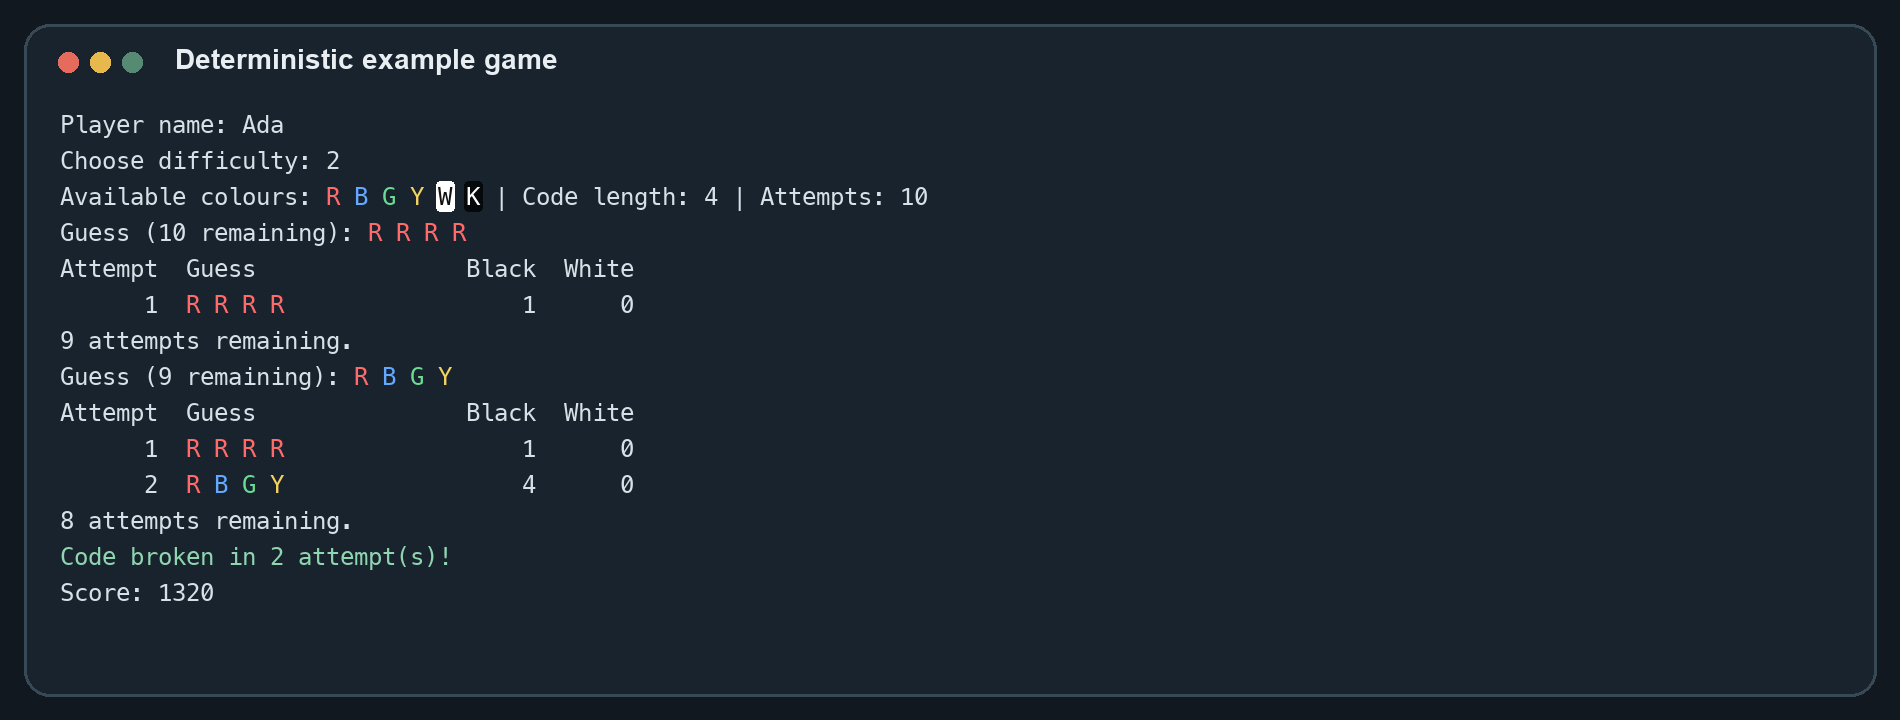 Deterministic example game
Player name: Ada
Choose difficulty: 2
Available colours: R B G Y W K | Code length: 4 | Attempts: 10
Guess (10 remaining): R R R R
Attempt  Guess               Black  White
      1  R R R R                 1      0
9 attempts remaining.
Guess (9 remaining): R B G Y
Attempt  Guess               Black  White
      1  R R R R                 1      0
      2  R B G Y                 4      0
8 attempts remaining.
Code broken in 2 attempt(s)!
Score: 1320